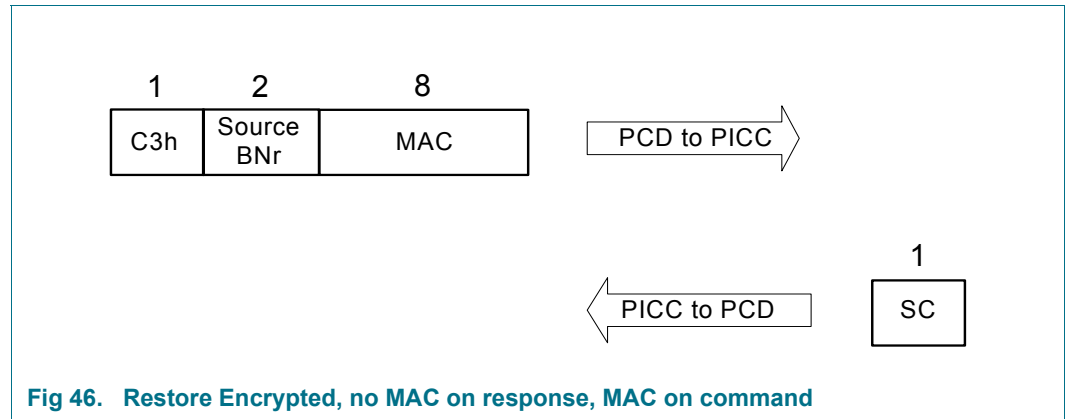 1 2 8
C3h Source BNr MAC PCD to PICC
1
PICC to PCD SC
Fig 46. Restore Encrypted, no MAC on response, MAC on command